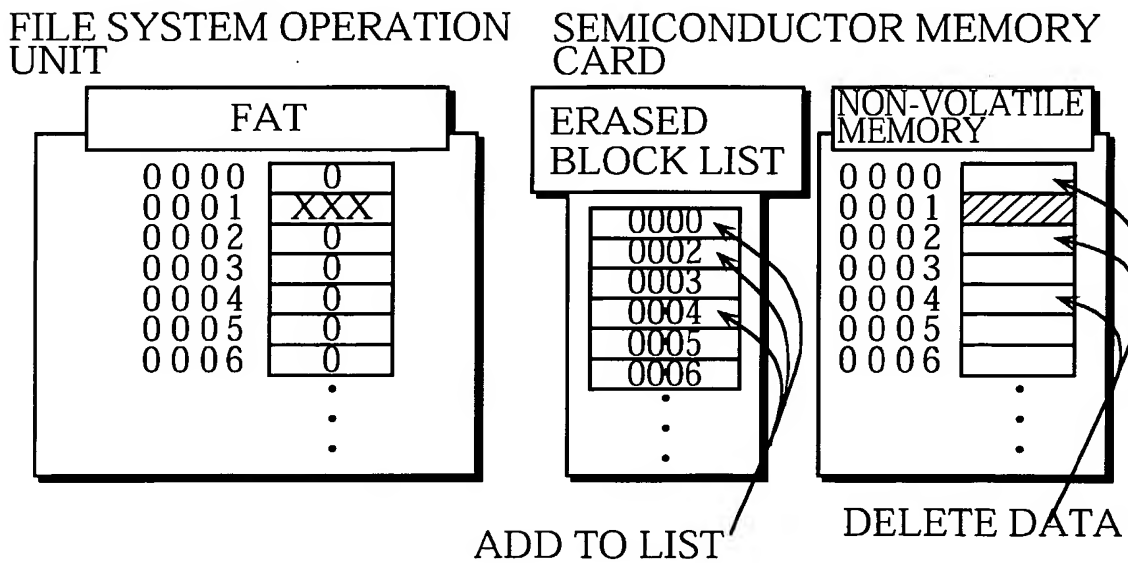 FILE SYSTEM OPERATION
UNIT
SEMICONDUCTOR MEMORY
CARD
FAT
0000 0
0001 XXX
0002 0
0003 0
0004 0
0005 0
0006 0
ERASED
BLOCK LIST
0000
0002
0003
0004
0005
0006
NON-VOLATILE
MEMORY
0000
0001
0002
0003
0004
0005
0006
ADD TO LIST
DELETE DATA